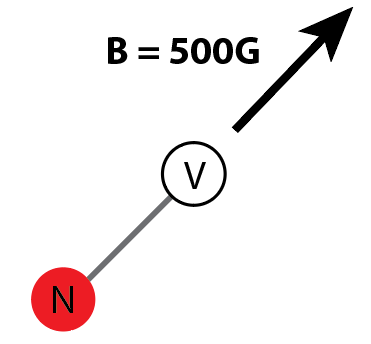 B = 500G
V
N